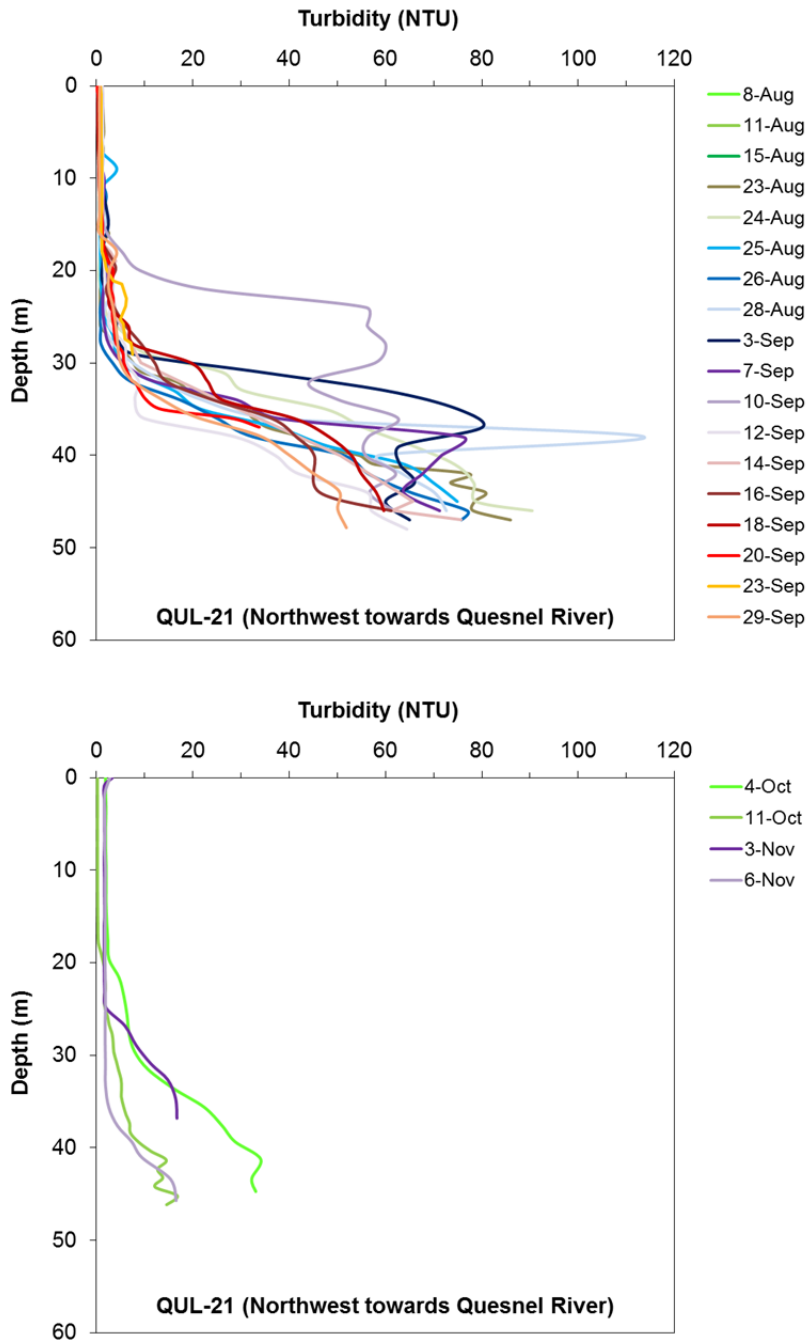 Turbidity (NTU)
0 20 40 60 80 100 120
0
10
20
30
40
50
60
Depth (m)
8-Aug
11-Aug
15-Aug
23-Aug
24-Aug
25-Aug
26-Aug
28-Aug
3-Sep
7-Sep
10-Sep
12-Sep
14-Sep
16-Sep
18-Sep
20-Sep
23-Sep
29-Sep
QUL-21 (Northwest towards Quesnel River)
Turbidity (NTU)
0 20 40 60 80 100 120
0
10
20
30
40
50
60
Depth (m)
4-Oct
11-Oct
3-Nov
6-Nov
QUL-21 (Northwest towards Quesnel River)